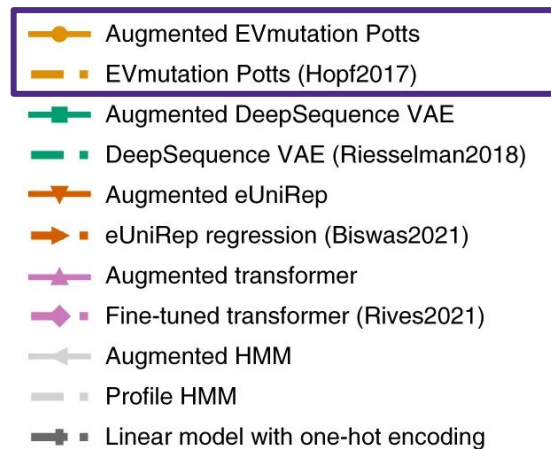 Augmented EVmutation Potts
EVmutation Potts (Hopf2017)
Augmented DeepSequence VAE
DeepSequence VAE (Riesselman2018)
Augmented eUniRep
eUniRep regression (Biswas2021)
Augmented transformer
Fine-tuned transformer (Rives2021)
Augmented HMM
Profile HMM
Linear model with one-hot encoding